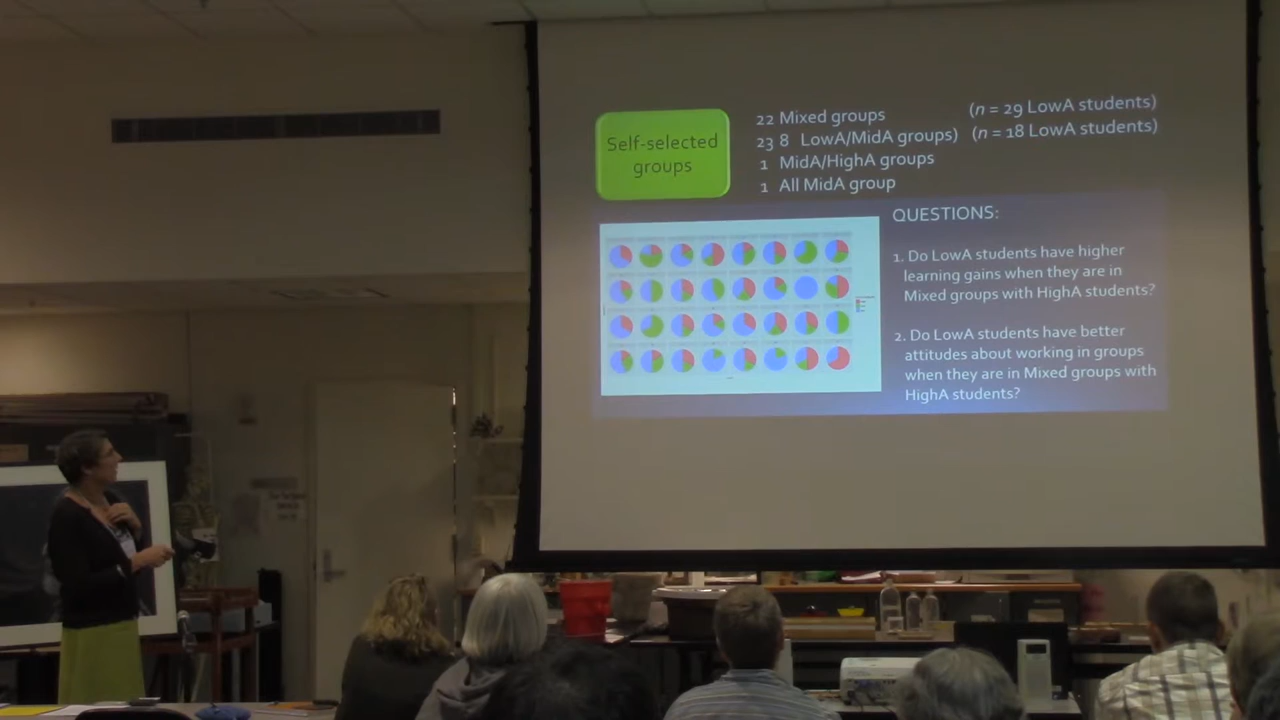 Self-selected
groups
22 Mixed groups (n = 29 LowA students)
23 8 LowA/MidA groups) (n = 18 LowA students)
1 MidA/HighA groups
1 All MidA group
QUESTIONS:
1. Do LowA students have higher
learning gains when they are in
Mixed groups with HighA students?
2. Do LowA students have better
attitudes about working in groups
when they are in Mixed groups with
HighA students?